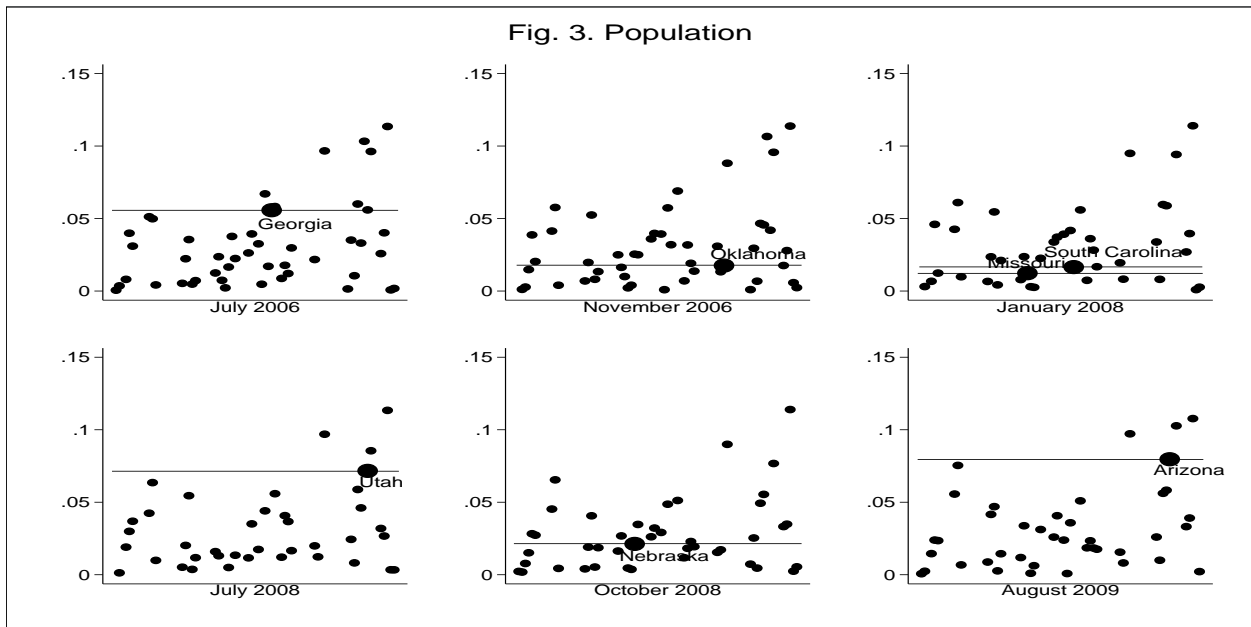 Fig. 3. Population
.15
.1
.05
0
Georgia
July 2006
.15
.1
.05
0
Oklahoma
November 2006
.15
.1
.05
0
South Carolina
Missouri
January 2008
.15
.1
.05
0
Utah
July 2008
.15
.1
.05
0
Nebraska
October 2008
.15
.1
.05
0
Arizona
August 2009